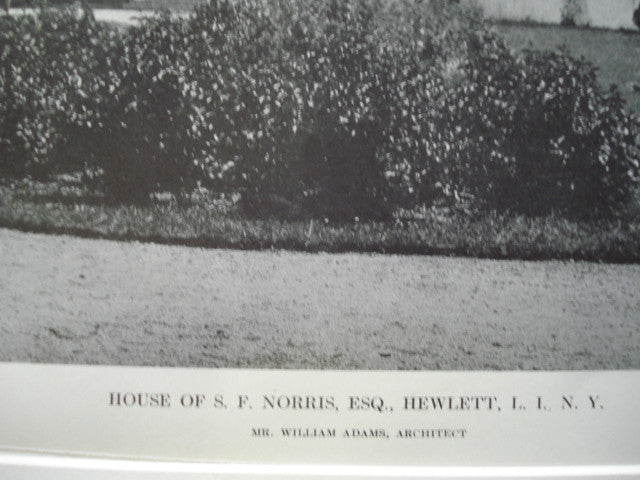 HOUSE OF S. F. NORRIS, ESQ., HEWLETT, L. I., N. Y.
MR. WILLIAM ADAMS, ARCHITECT